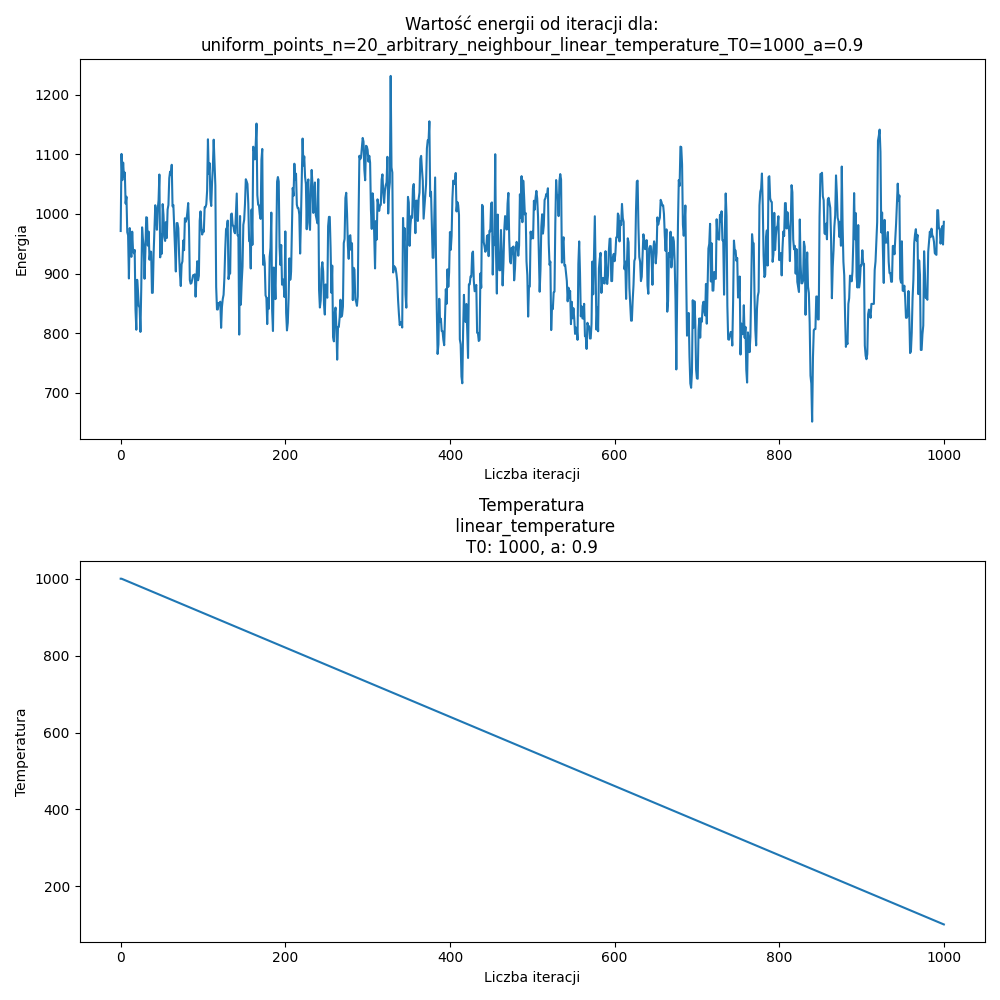 Wartość energii od iteracji dla:
uniform_points_n=20_arbitrary_neighbour_linear_temperature_T0=1000_a=0.9
1200
1100
1000
900
800
700
Energia
0 200 400 600 800 1000
Liczba iteracji
Temperatura
linear_temperature
T0: 1000, a: 0.9
1000
800
600
400
200
Temperatura
0 200 400 600 800 1000
Liczba iteracji